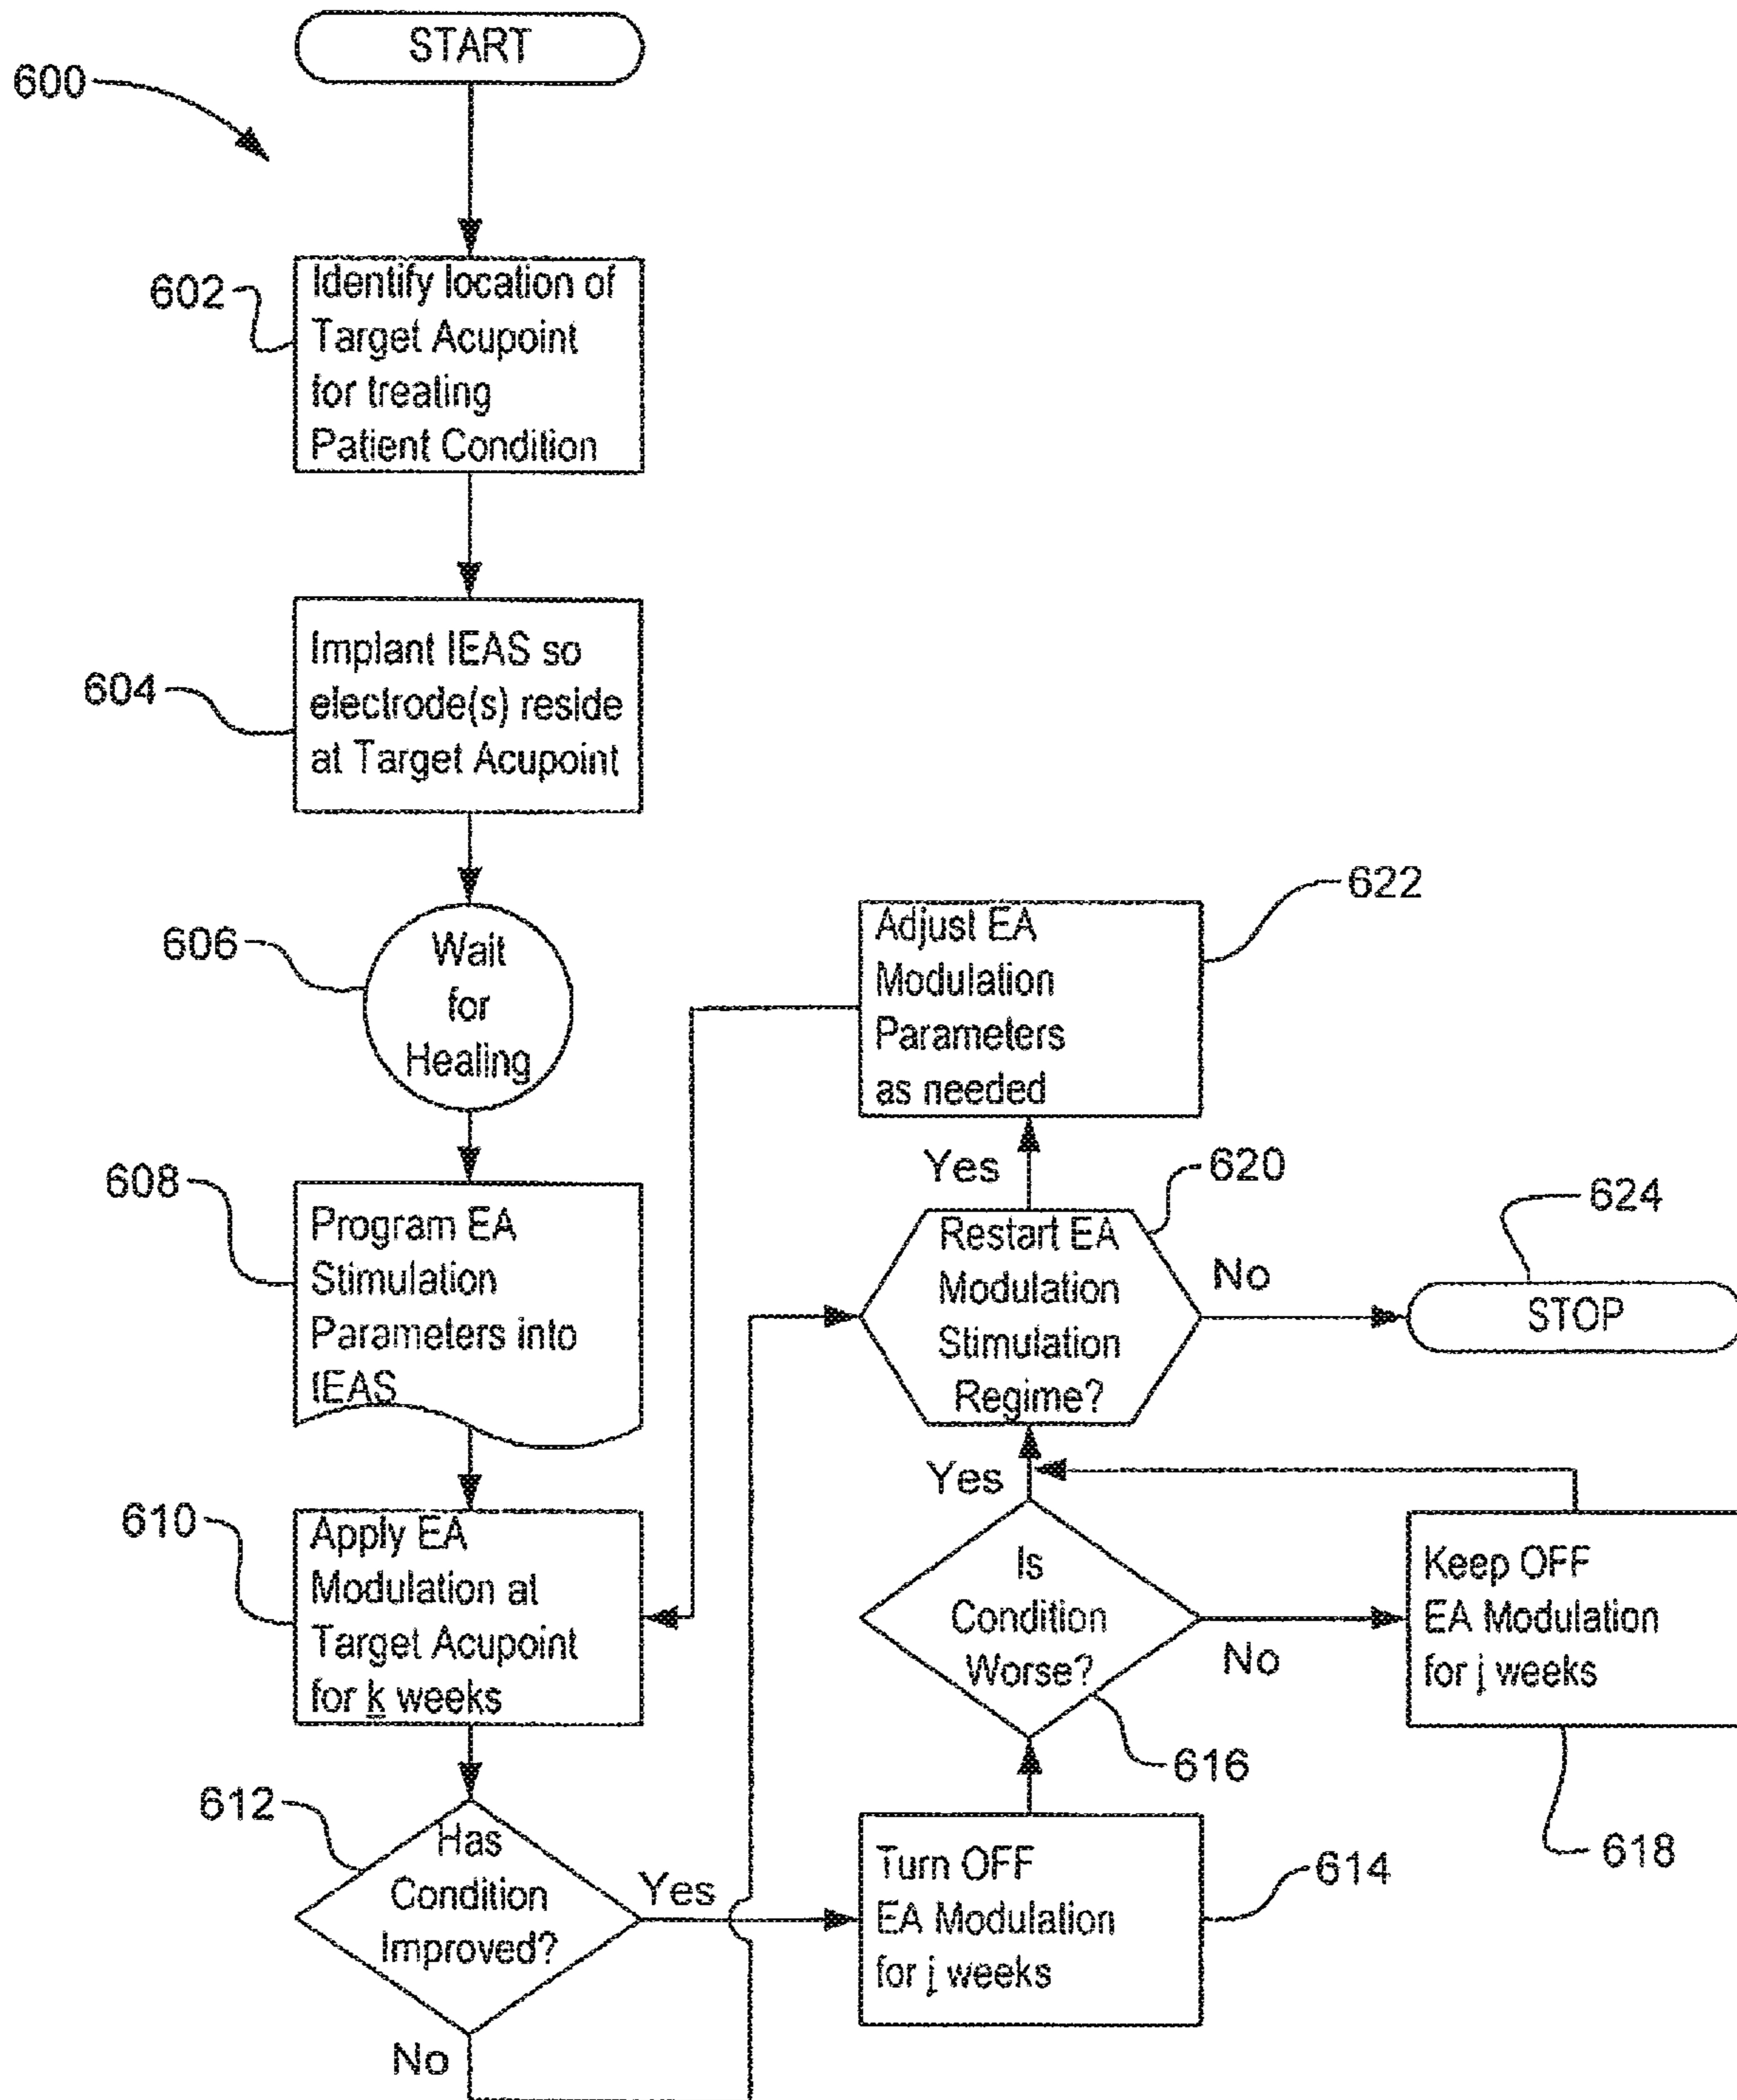 START
600
602
Identify location of
Target Acupoint
for treating
Patient Condition
604
Implant IEAS so
electrode(s) reside
at Target Acupoint
606
Wait
for
Healing
608
Program EA
Stimulation
Parameters into
IEAS
610
Apply EA
Modulation at
Target Acupoint
for k weeks
612
Has
Condition
Improved?
Yes
No
Turn OFF
EA Modulation
for j weeks
614
Is
Condition
Worse?
616
Yes
No
Keep OFF
EA Modulation
for j weeks
618
Restart EA
Modulation
Stimulation
Regime?
620
Yes
No
Adjust EA
Modulation
Parameters
as needed
622
624
STOP